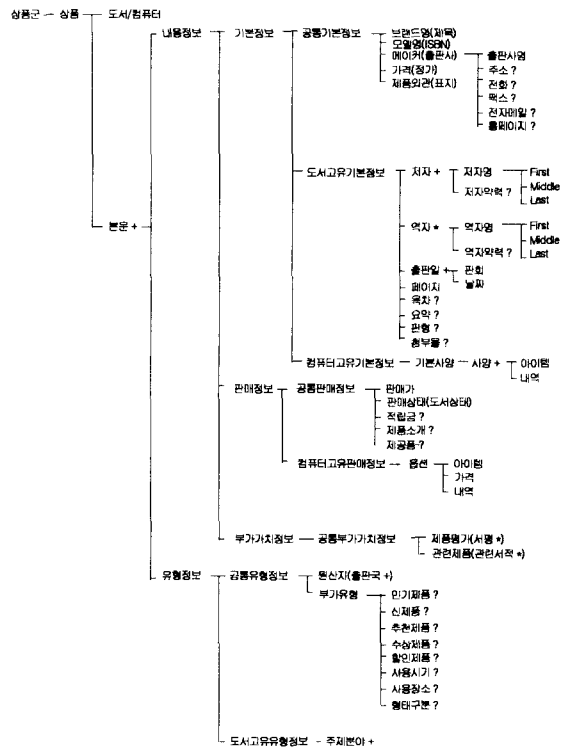 상품군 상품 도서/컴퓨터
내용정보 기본정보 공통기본정보 브랜드명(제목)
모델명(ISBN)
메이커(출판사) 출판사명
가격(정가) 주소 ?
제품외관(표지) 전화 ?
팩스 ?
전자메일 ?
홈페이지 ?
도서고유기본정보 저자 + 저자명 First
Middle
저자약력 ? Last
본문 +
역자 * 역자명 First
Middle
역자약력 ? Last
출판일 + 판회
날짜
페이지
목차 ?
요약 ?
판형 ?
첨부물 ?
컴퓨터고유기본정보 기본사양 사양 + 아이템
내역
판매정보 공통판매정보 판매가
판매상태(도서상태)
적립금 ?
제품소개 ?
제공품 ?
컴퓨터고유판매정보 옵션 아이템
가격
내역
부가가치정보 공통부가가치정보 제품평가(서평 *)
관련제품(관련서적 *)
유형정보 공통유형정보 원산지(출판국 +)
부가유형 인기제품 ?
신제품 ?
추천제품 ?
수상제품 ?
할인제품 ?
사용시기 ?
사용장소 ?
형태구분 ?
도서고유유형정보 주제분야 +